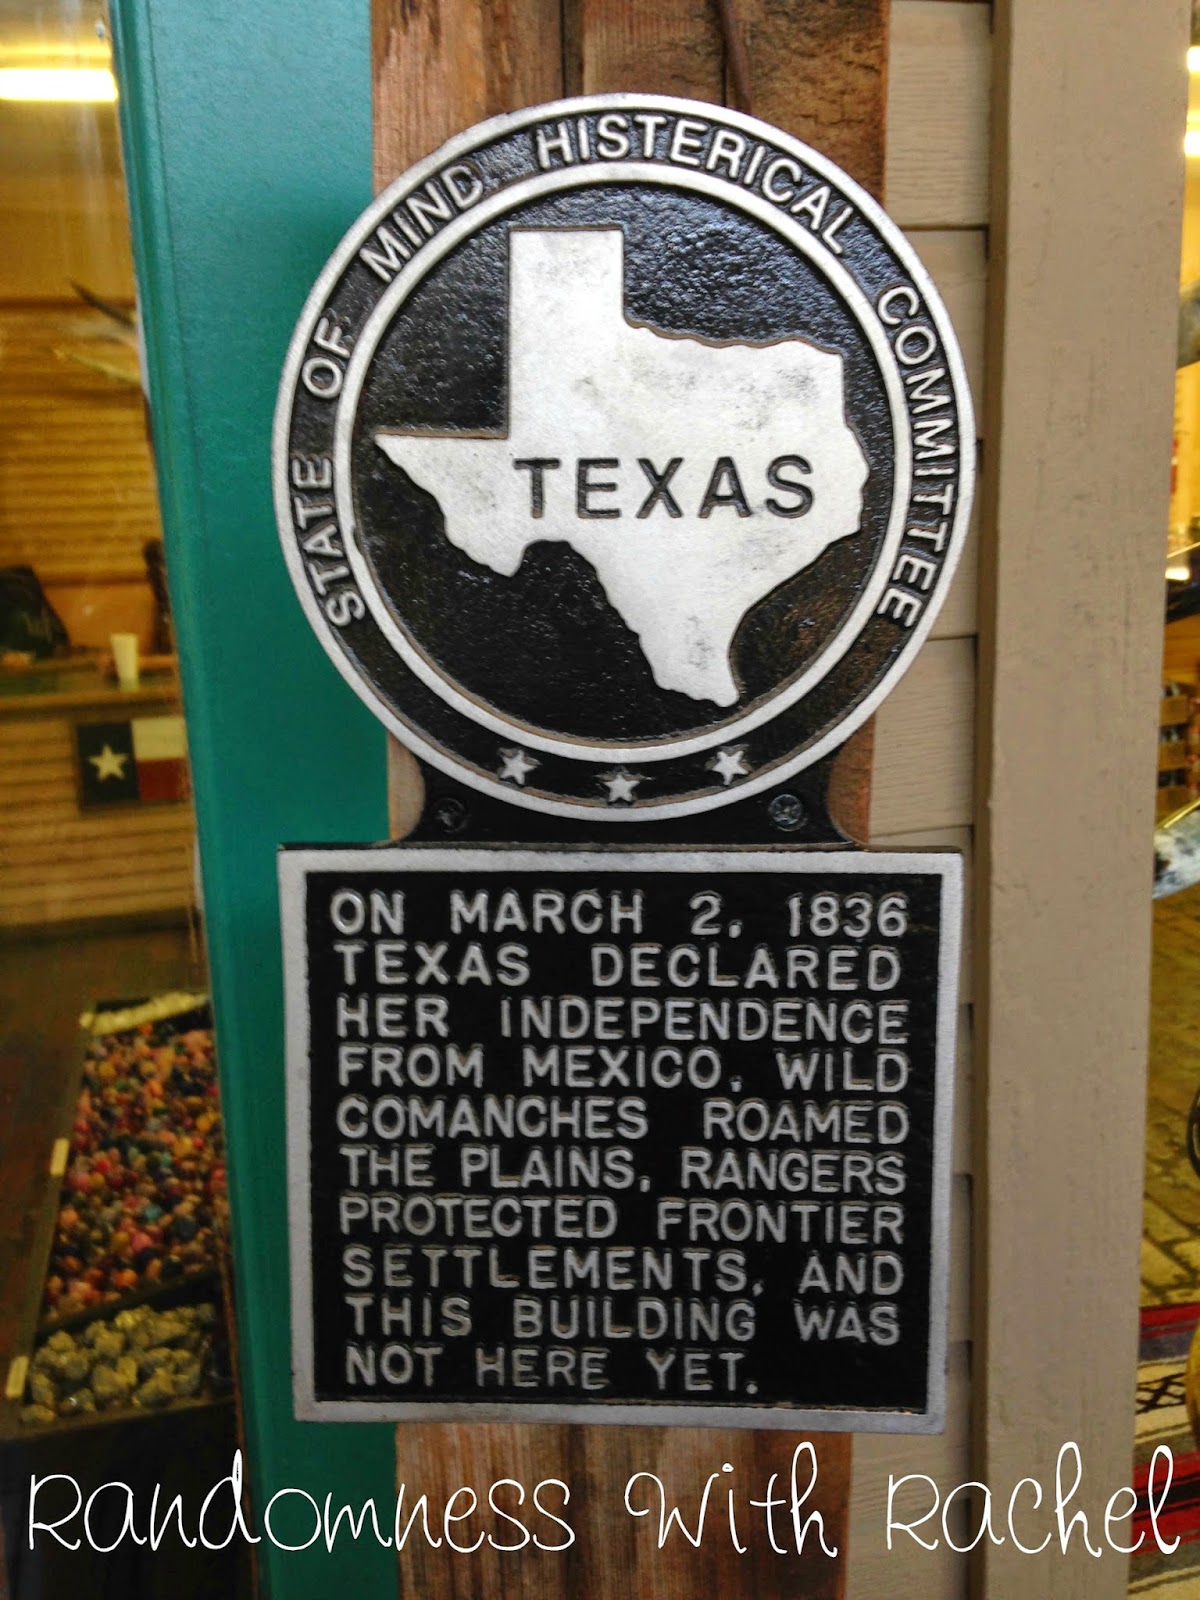 STATE OF MIND, HISTERICAL COMMITTEE
TEXAS
ON MARCH 2, 1836
TEXAS DECLARED
HER INDEPENDENCE
FROM MEXICO, WILD
COMANCHES ROAMED
THE PLAINS, RANGERS
PROTECTED FRONTIER
SETTLEMENTS, AND
THIS BUILDING WAS
NOT HERE YET.
Randomness With Rachel